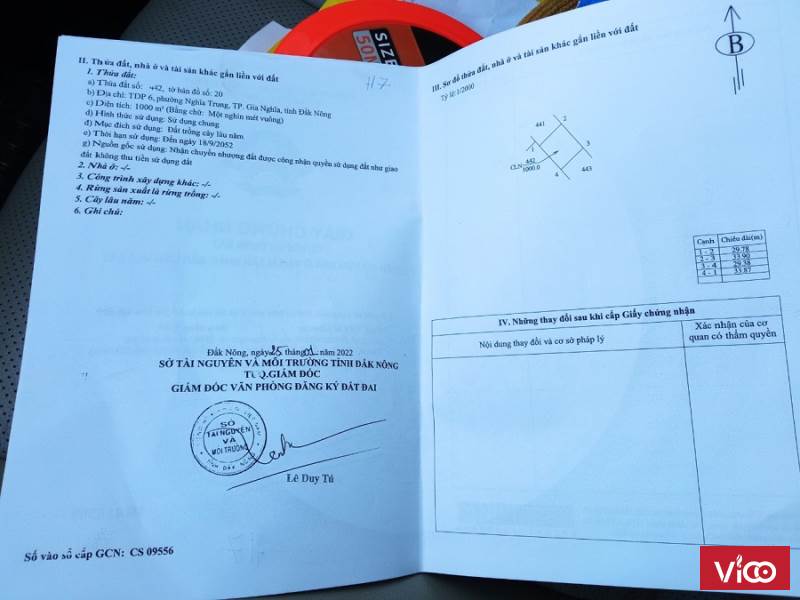 SIZE
50N
II. Thửa đất, nhà ở và tài sản khác gắn liền với đất
1. Thửa đất:
a) Thửa đất số: 442, tờ bản đồ số: 20
b) Địa chỉ: TDP 6, phường Nghĩa Trung, TP. Gia Nghĩa, tỉnh Đắk Nông
c) Diện tích: 1000 m² (Bằng chữ: Một nghìn mét vuông)
d) Hình thức sử dụng: Sử dụng chung
đ) Mục đích sử dụng: Đất trồng cây lâu năm
e) Thời hạn sử dụng: Đến ngày 18/9/2052
g) Nguồn gốc sử dụng: Nhận chuyển nhượng đất được công nhận quyền sử dụng đất như giao
đất không thu tiền sử dụng đất
2. Nhà ở: -/-
3. Công trình xây dựng khác: -/-
4. Rừng sản xuất là rừng trồng: -/-
5. Cây lâu năm: -/-
6. Ghi chú:
Đắk Nông, ngày 25 tháng 01 năm 2022
SỞ TÀI NGUYÊN VÀ MÔI TRƯỜNG TỈNH ĐẮK NÔNG
TUQ.GIÁM ĐỐC
GIÁM ĐỐC VĂN PHÒNG ĐĂNG KÝ ĐẤT ĐAI
SỞ
TÀI NGUYÊN
VÀ
MÔI TRƯỜNG
Lê Duy Tú
Số vào sổ cấp GCN: CS 09556
III. Sơ đồ thửa đất, nhà ở và tài sản khác gắn liền với đất
Tỷ lệ: 1/2000
B
441
2
1
3
CLN 442
1000.0
4
443
Cạnh Chiều dài(m)
1 - 2 29.78
2 - 3 33.90
3 - 4 29.38
4 - 1 33.87
IV. Những thay đổi sau khi cấp Giấy chứng nhận
Nội dung thay đổi và cơ sở pháp lý
Xác nhận của cơ
quan có thẩm quyền
ViCO